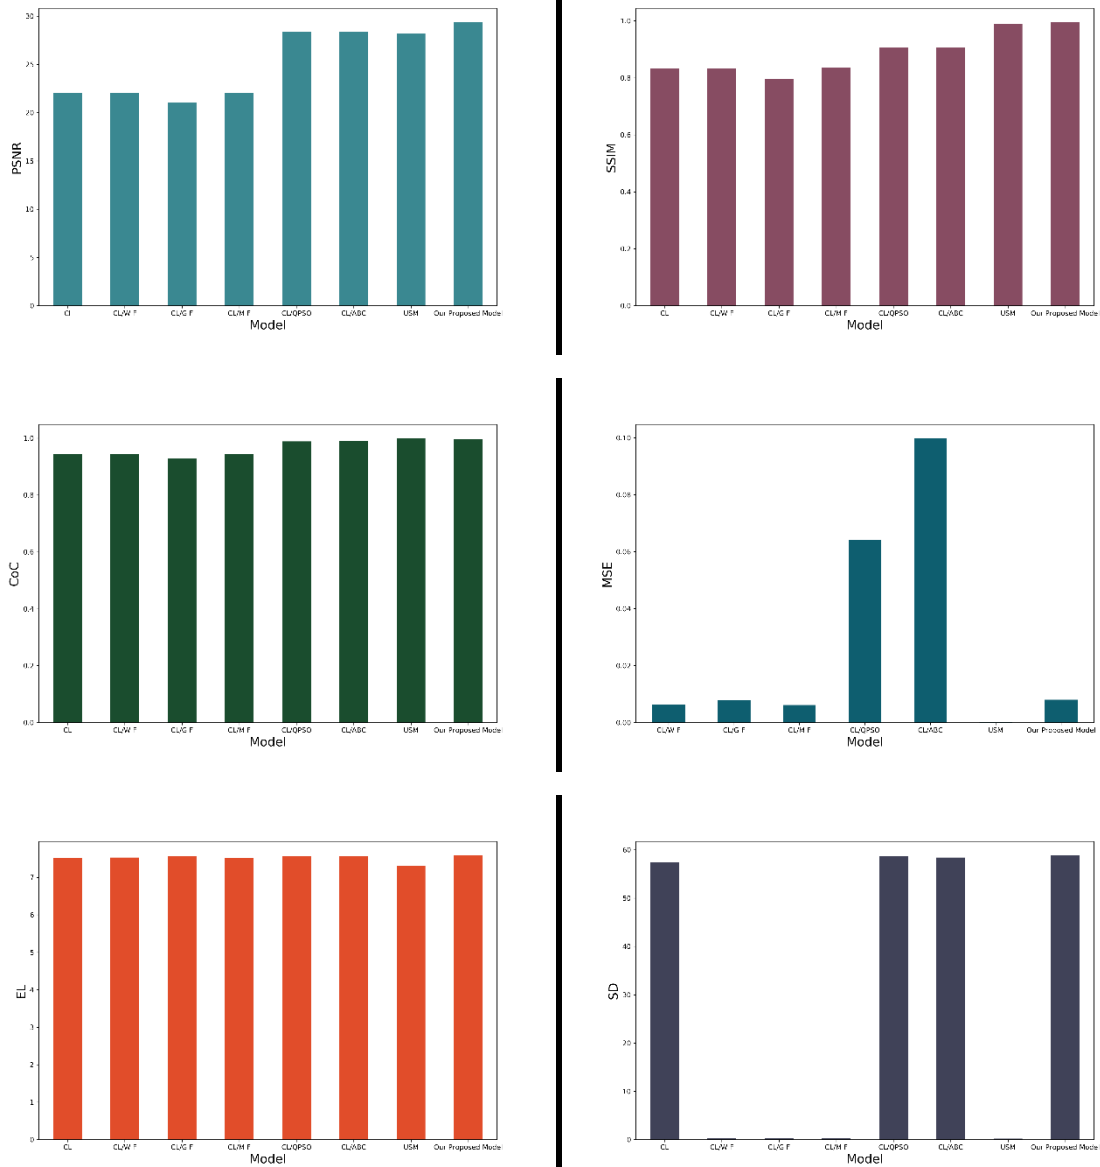 30
25
20
15
10
5
0
PSNR
CI CL/W F CL/G F CL/M F CL/QPSO CL/ABC USM Our Proposed Model
Model
1.0
0.8
0.6
0.4
0.2
0.0
SSIM
CL CL/W F CL/G F CL/M F CL/QPSO CL/ABC USM Our Proposed Model
Model
1.0
0.8
0.6
0.4
0.2
0.0
CoC
CL CL/W F CL/G F CL/M F CL/QPSO CL/ABC USM Our Proposed Model
Model
0.10
0.08
0.06
0.04
0.02
0.00
MSE
CL/W F CL/G F CL/M F CL/QPSO CL/ABC USM Our Proposed Model
Model
7
6
5
4
3
2
1
0
EL
CL CL/W F CL/G F CL/M F CL/QPSO CL/ABC USM Our Proposed Model
Model
60
50
40
30
20
10
0
SD
CL CL/W F CL/G F CL/M F CL/QPSO CL/ABC USM Our Proposed Model
Model